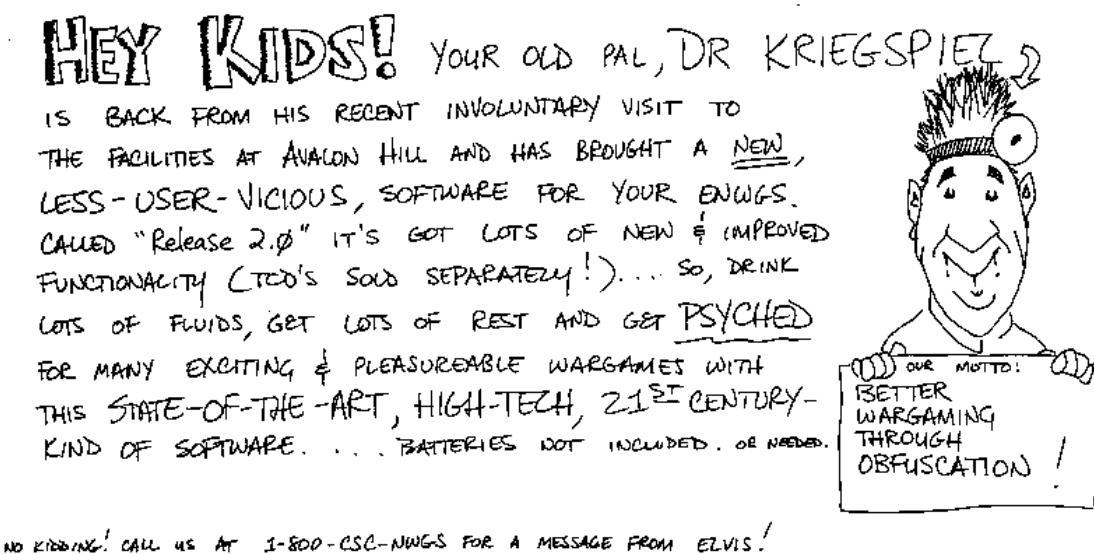 HEY KIDS! YOUR OLD PAL, DR KRIEGSPIEL
IS BACK FROM HIS RECENT INVOLUNTARY VISIT TO
THE FACILITIES AT AVALON HILL AND HAS BROUGHT A NEW,
LESS-USER-VICIOUS, SOFTWARE FOR YOUR ENWGS.
CALLED "Release 2.0" IT'S GOT LOTS OF NEW & IMPROVED
FUNCTIONALITY (TCD'S SOLD SEPARATELY!).... SO, DRINK
LOTS OF FLUIDS, GET LOTS OF REST AND GET PSYCHED
FOR MANY EXCITING & PLEASUREABLE WARGAMES WITH
THIS STATE-OF-THE-ART, HIGH-TECH, 21ST CENTURY-
KIND OF SOFTWARE..... BATTERIES NOT INCLUDED. OR NEEDED.
OUR MOTTO:
BETTER
WARGAMING
THROUGH
OBFUSCATION!
NO KIDDING! CALL US AT 1-800-CSC-NWGS FOR A MESSAGE FROM ELVIS!